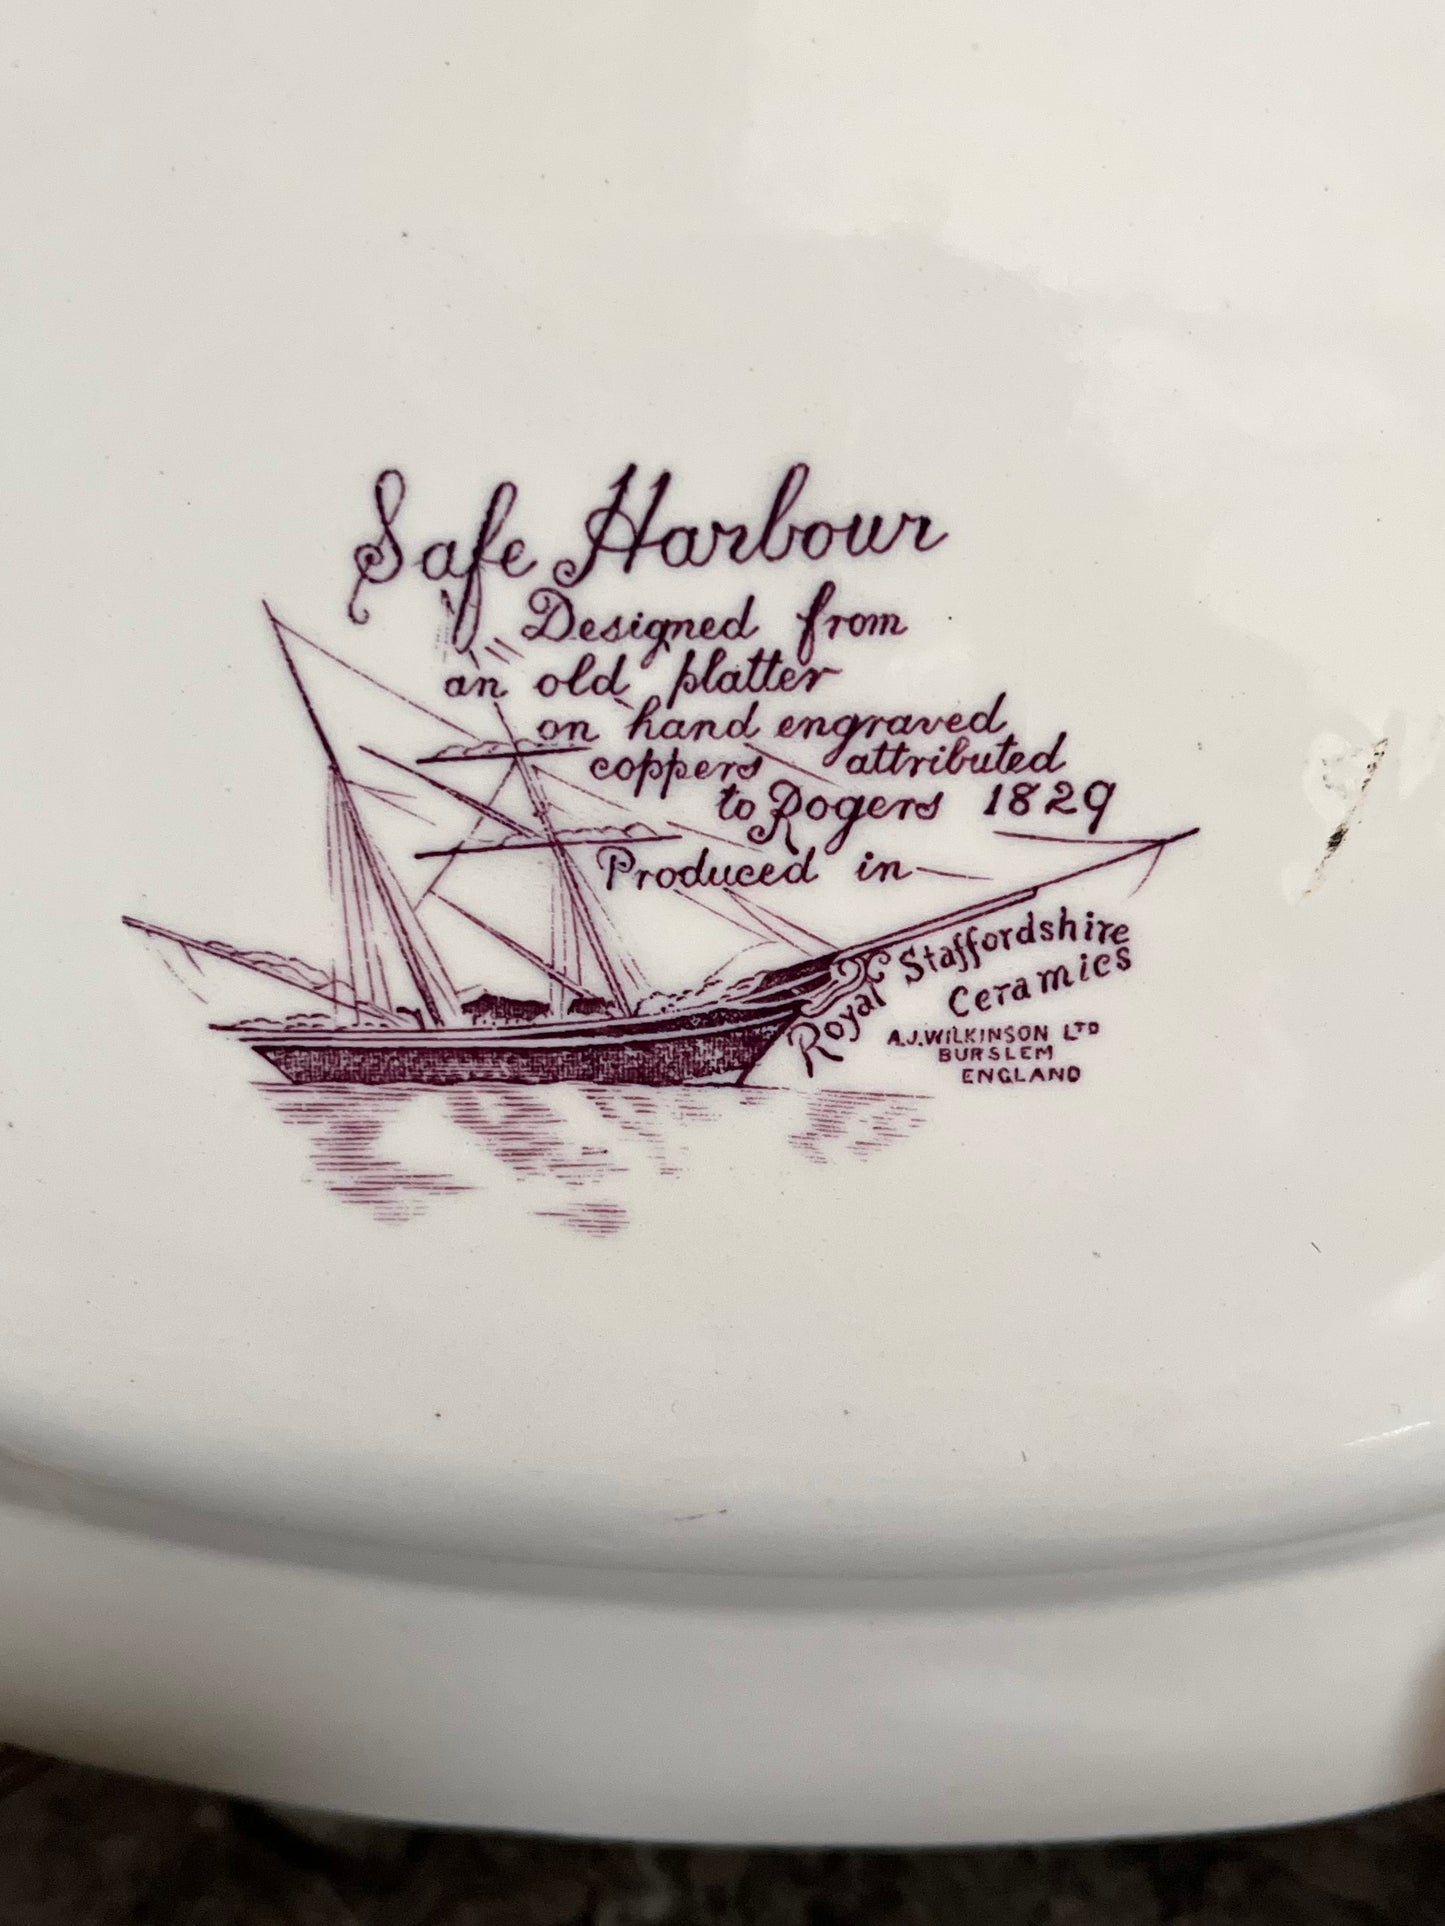 Safe Harbour
Designed from
an old platter
on hand engraved
coppers attributed
to Rogers 1829
Produced in
Royal Staffordshire
Ceramics
A.J. WILKINSON LTD
BURSLEM
ENGLAND